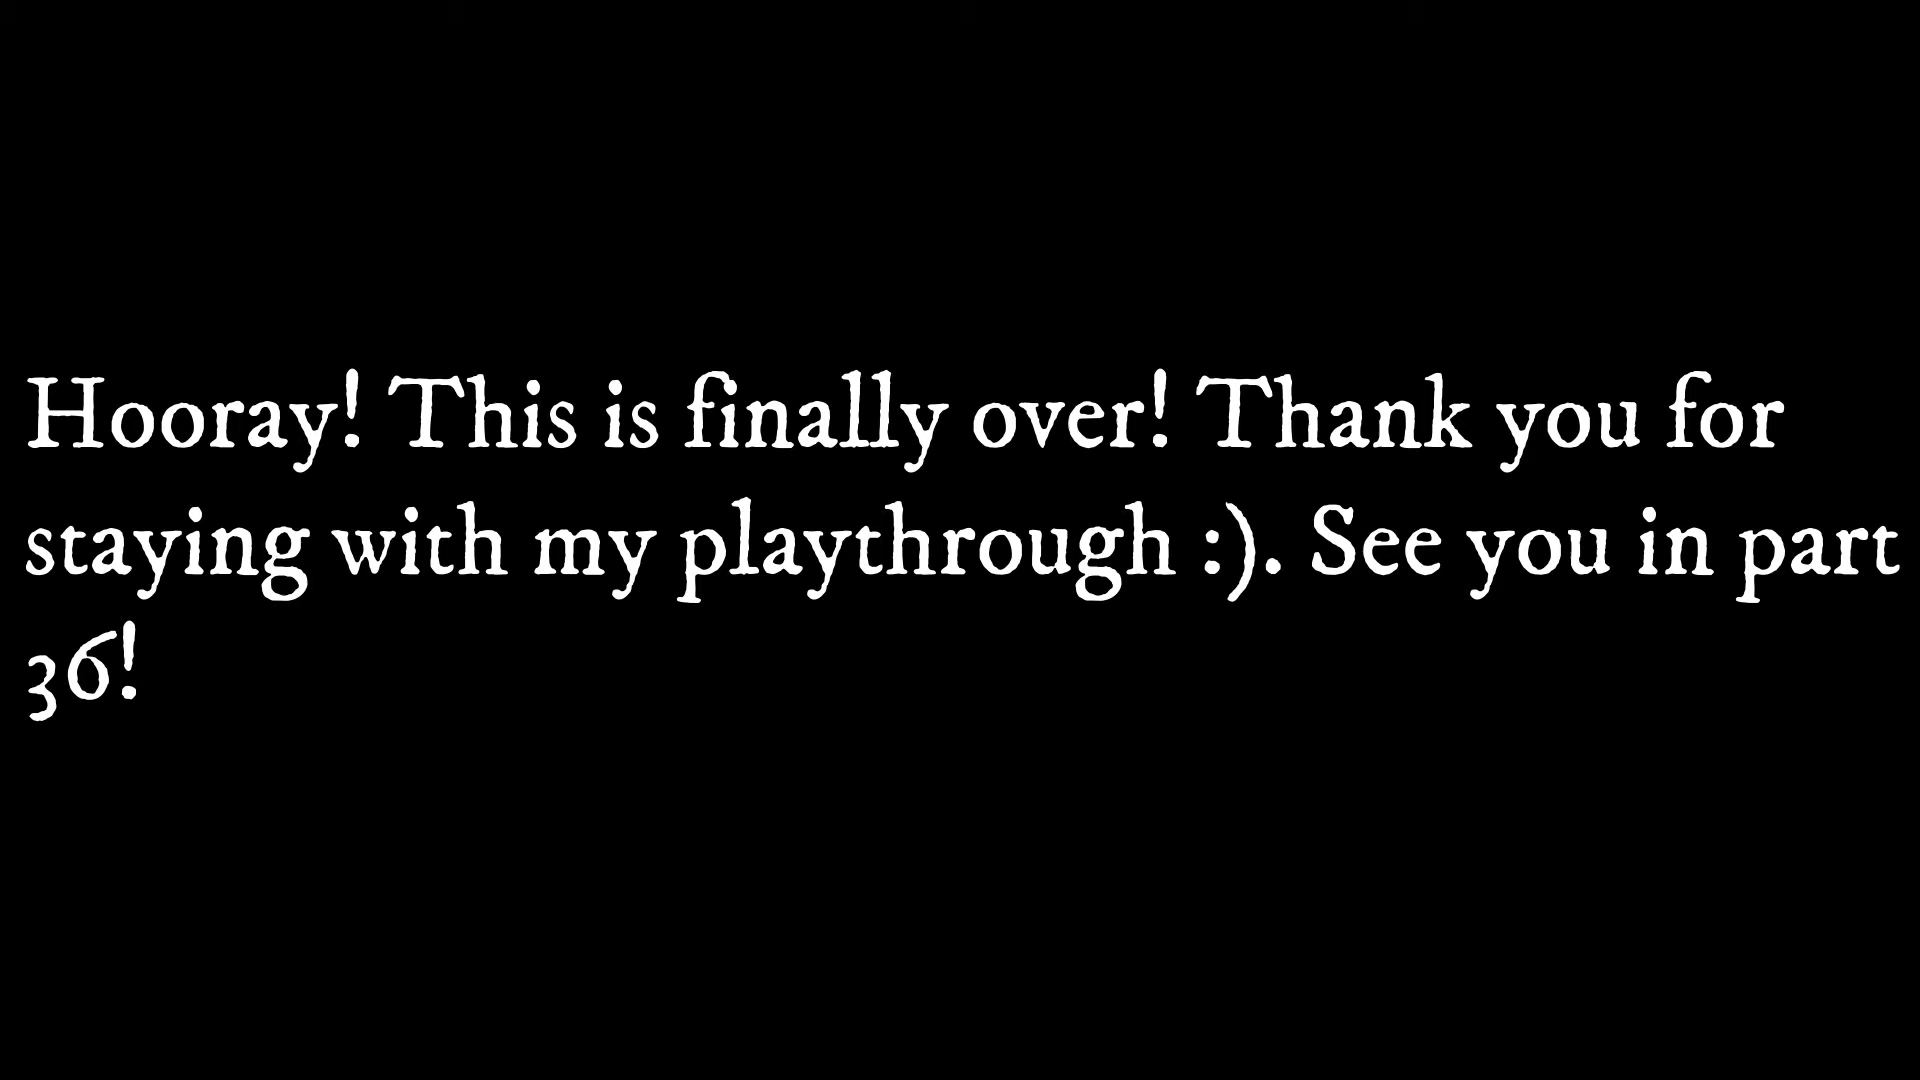 Hooray! This is finally over! Thank you for
staying with my playthrough :). See you in part
36!